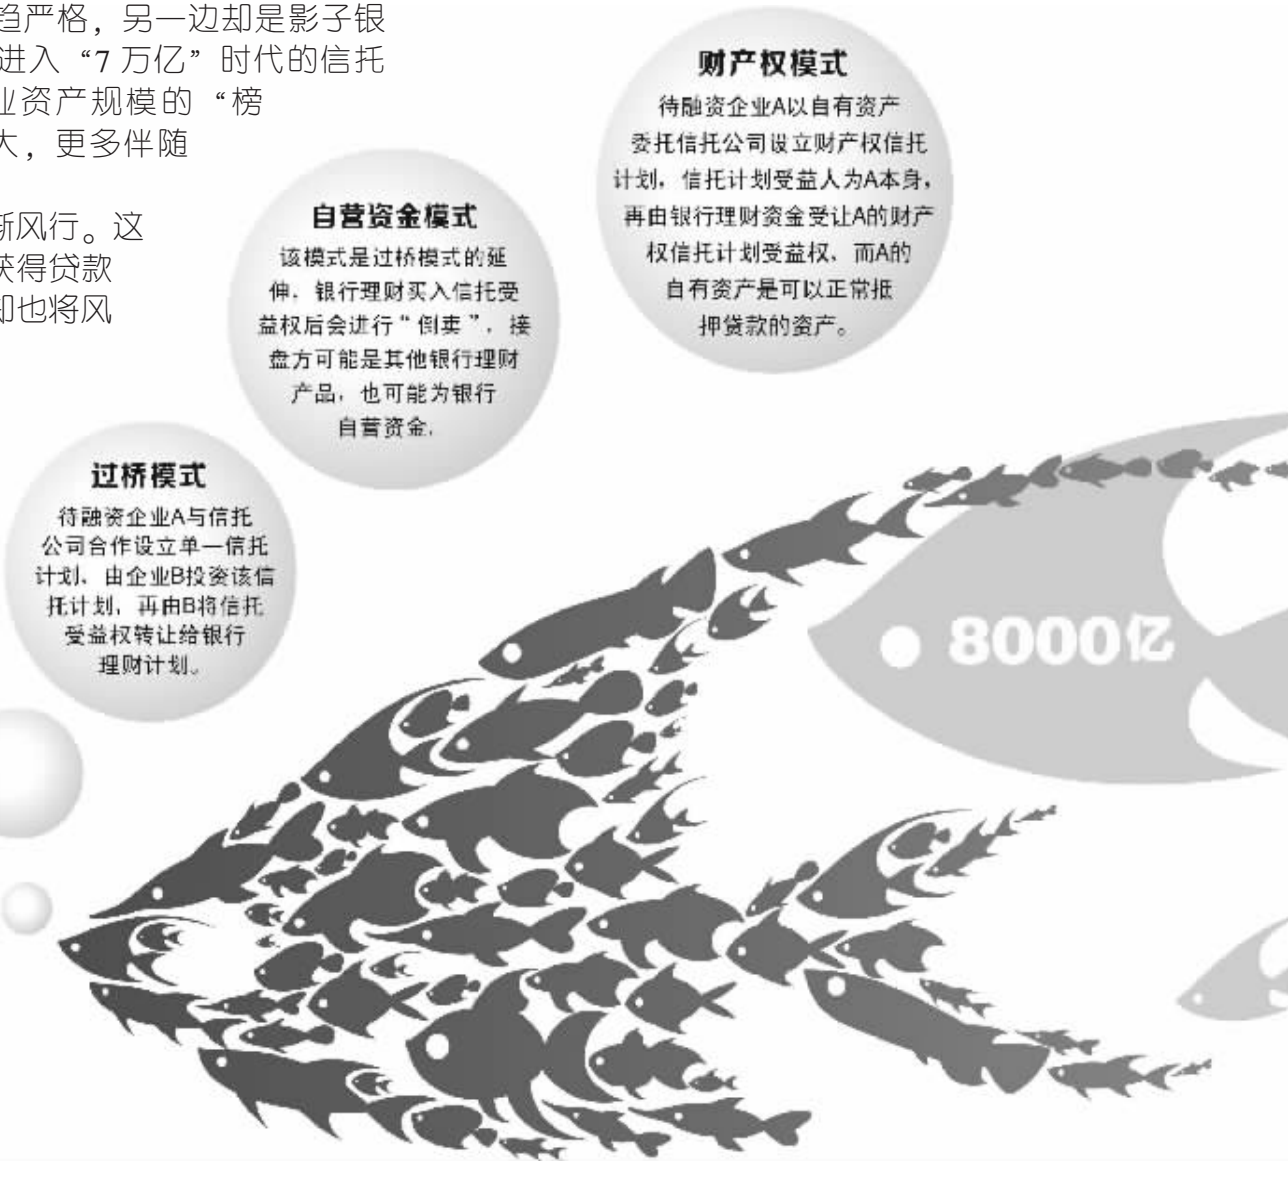 趋严格，另一边却是影子银
进入“7万亿”时代的信托
业资产规模的“榜
大，更多伴随
渐风行。这
获得贷款
却也将风
财产权模式
待融资企业A以自有资产
委托信托公司设立财产权信托
计划，信托计划受益人为A本身，
再由银行理财资金受让A的财产
权信托计划受益权、而A的
自有资产是可以正常抵
押贷款的资产。
自营资金模式
该模式是过桥模式的延
伸，银行理财买入信托受
益权后会进行“倒卖”，接
盘方可能是其他银行理财
产品，也可能为银行
自营资金。
过桥模式
待融资企业A与信托
公司合作设立单一信托
计划、由企业B投资该信
托计划，再由B将信托
受益权转让给银行
理财计划。
8000亿